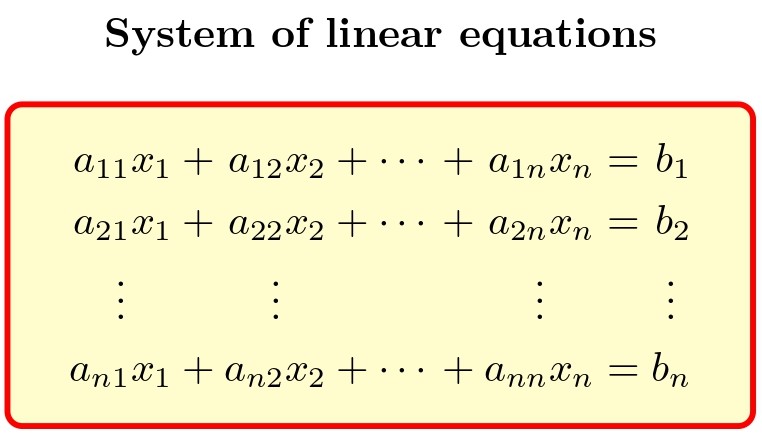 System of linear equations
a₁₁x₁ + a₁₂x₂ + ⋯ + a₁ₙxₙ = b₁
a₂₁x₁ + a₂₂x₂ + ⋯ + a₂ₙxₙ = b₂
⋮ ⋮ ⋮ ⋮
aₙ₁x₁ + aₙ₂x₂ + ⋯ + aₙₙxₙ = bₙ